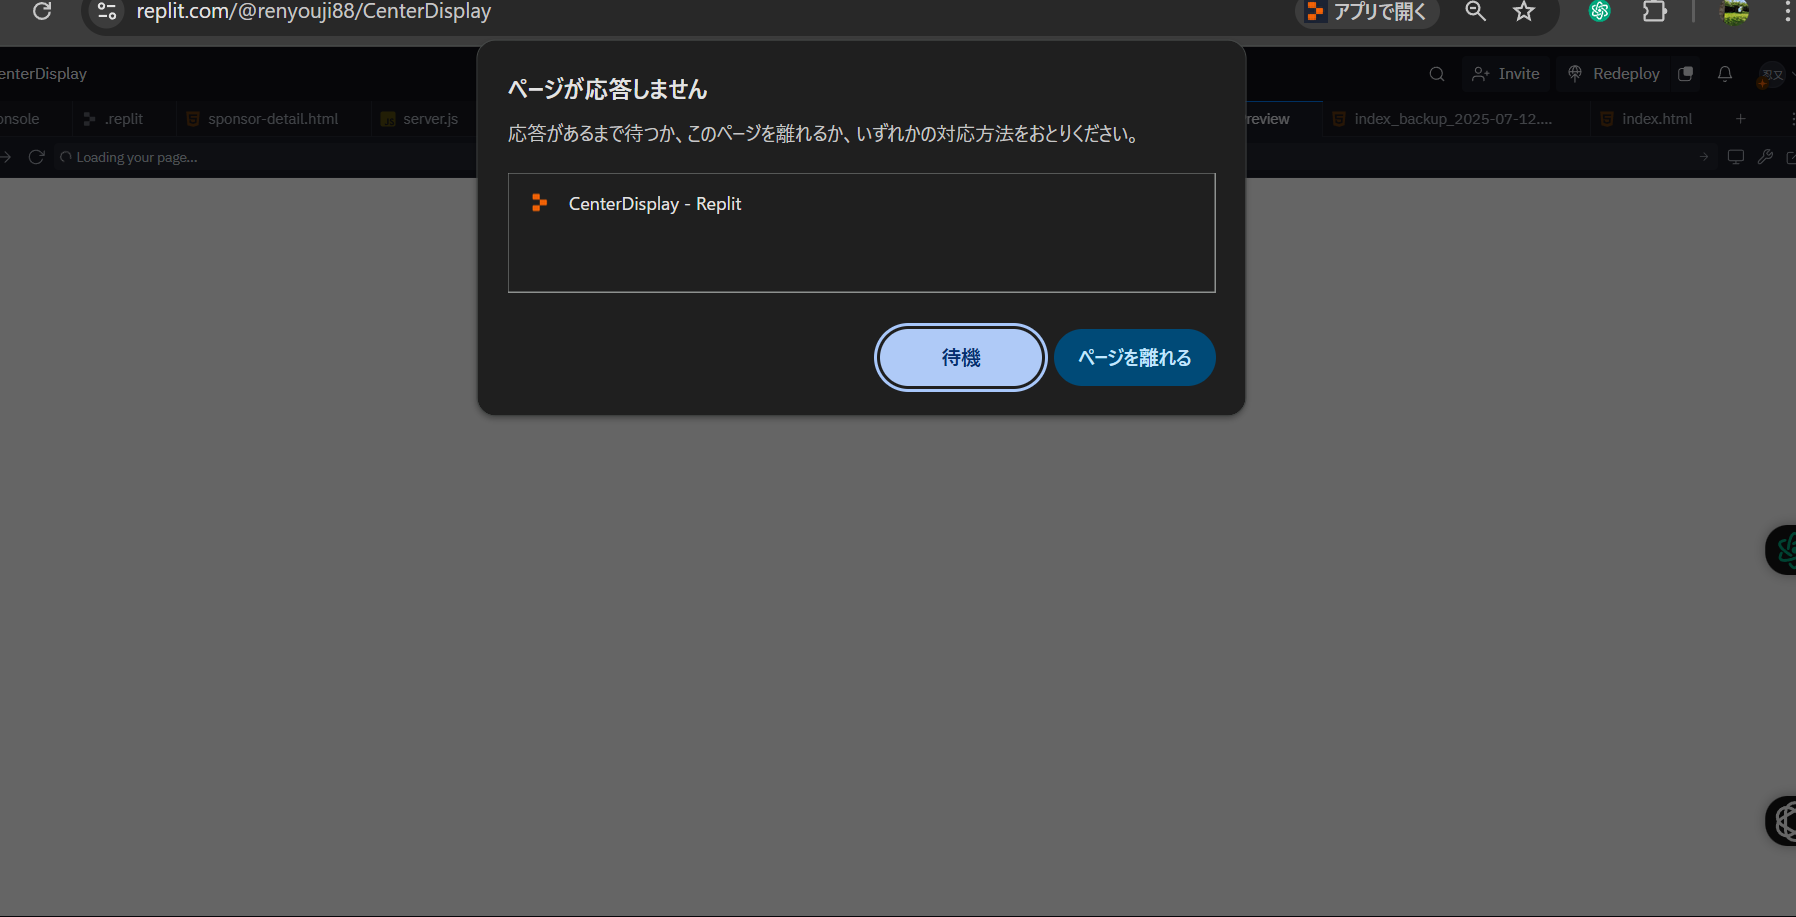 replit.com/@renyouji88/CenterDisplay
アプリで開く
enterDisplay
Invite
Redeploy
onsole
.replit
sponsor-detail.html
server.js
review
index_backup_2025-07-12....
index.html
Loading your page...
ページが応答しません
応答があるまで待つか、このページを離れるか、いずれかの対応方法をおとりください。
CenterDisplay - Replit
待機
ページを離れる